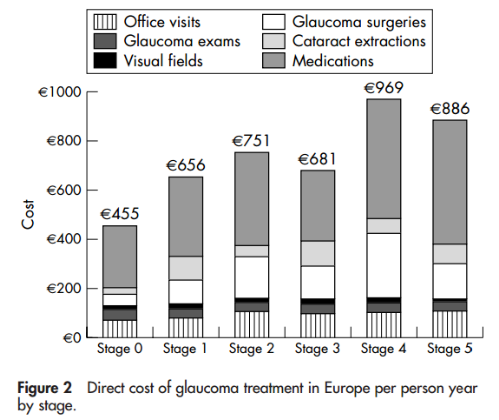 Office visits
Glaucoma exams
Visual fields
Glaucoma surgeries
Cataract extractions
Medications
Cost
€1000
€800
€600
€400
€200
€0
€455
€656
€751
€681
€969
€886
Stage 0 Stage 1 Stage 2 Stage 3 Stage 4 Stage 5
Figure 2 Direct cost of glaucoma treatment in Europe per person year
by stage.